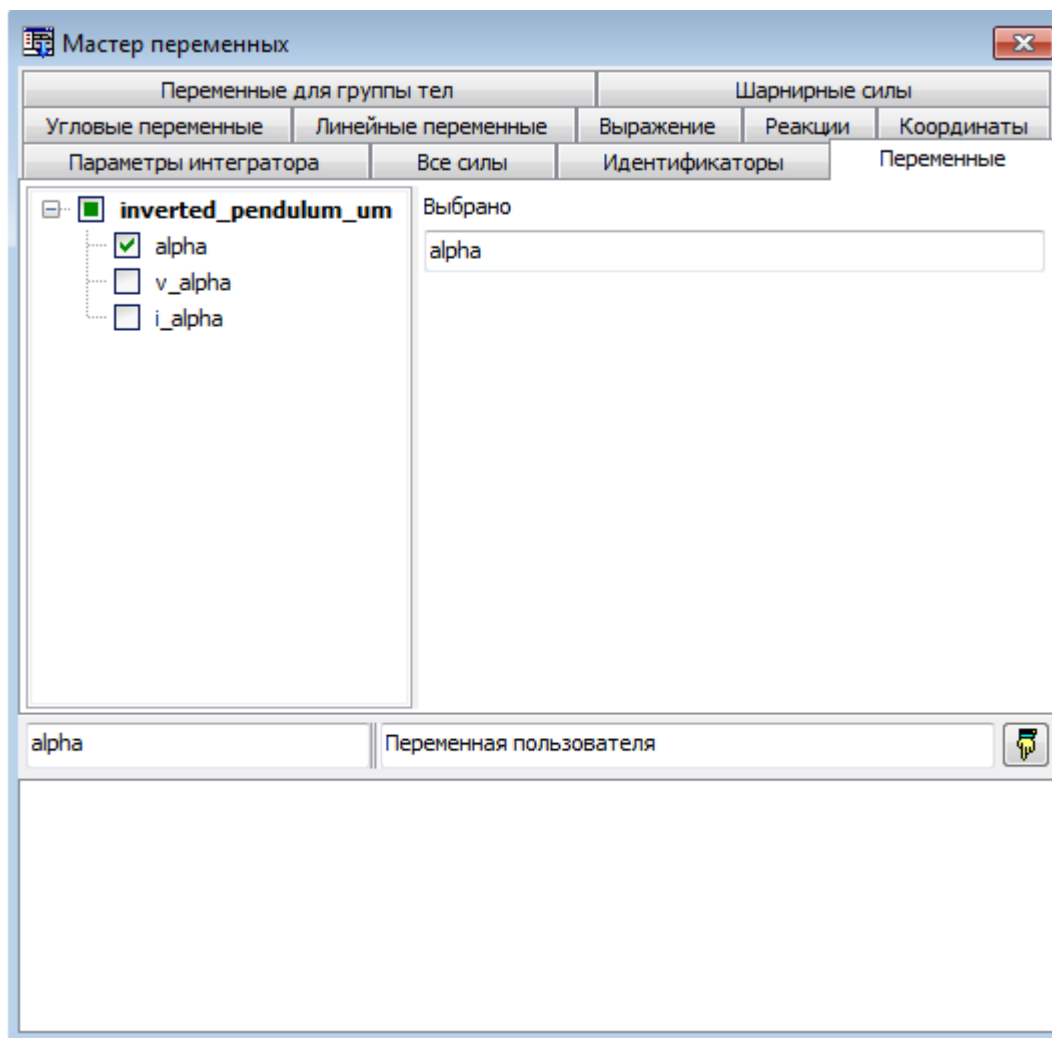 Мастер переменных
Переменные для группы тел Шарнирные силы
Угловые переменные Линейные переменные Выражение Реакции Координаты
Параметры интегратора Все силы Идентификаторы Переменные
inverted_pendulum_um
Выбрано
alpha
alpha
v_alpha
i_alpha
alpha Переменная пользователя